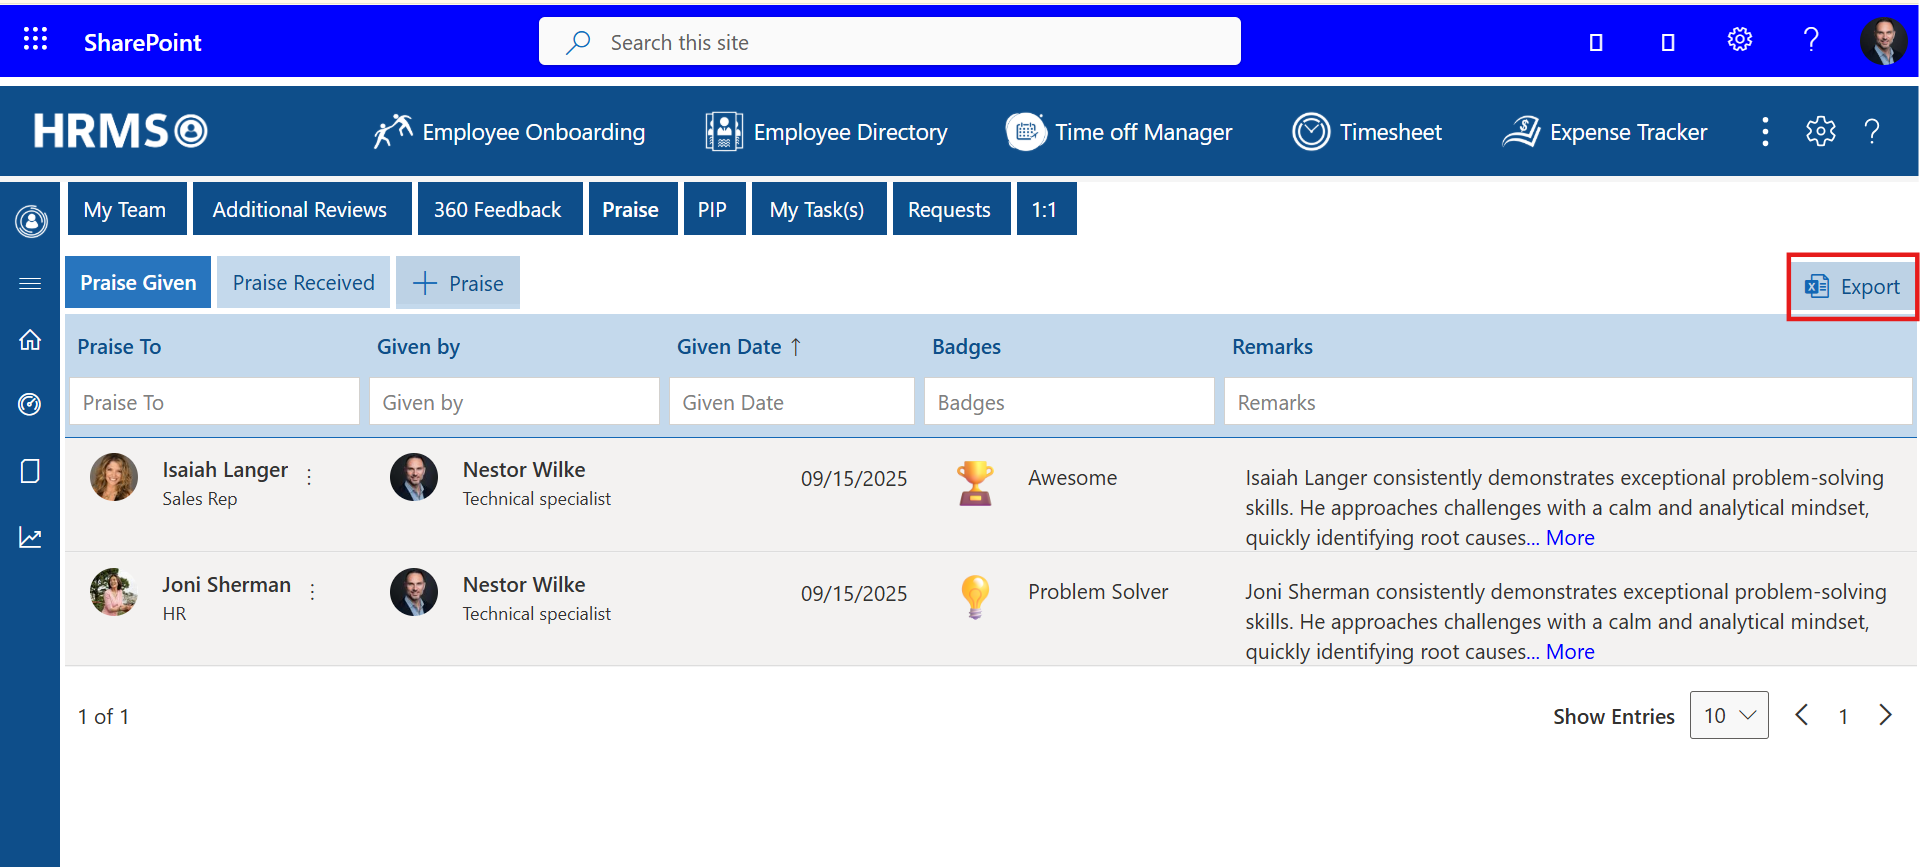 SharePoint
Search this site
HRMS
Employee Onboarding
Employee Directory
Time off Manager
Timesheet
Expense Tracker
My Team
Additional Reviews
360 Feedback
Praise
PIP
My Task(s)
Requests
1:1
Praise Given
Praise Received
Praise
Export
Praise To
Given by
Given Date ↑
Badges
Remarks
Praise To
Given by
Given Date
Badges
Remarks
Isaiah Langer
Sales Rep
Nestor Wilke
Technical specialist
09/15/2025
Awesome
Isaiah Langer consistently demonstrates exceptional problem-solving
skills. He approaches challenges with a calm and analytical mindset,
quickly identifying root causes... More
Joni Sherman
HR
Nestor Wilke
Technical specialist
09/15/2025
Problem Solver
Joni Sherman consistently demonstrates exceptional problem-solving
skills. He approaches challenges with a calm and analytical mindset,
quickly identifying root causes... More
1 of 1
Show Entries
10
1